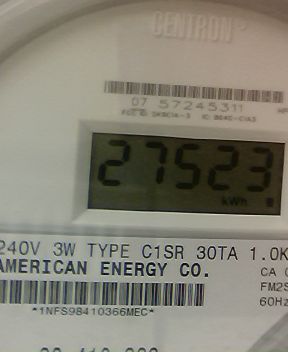 CENTRON®
07 57245311
27523
kWh
240V 3W TYPE C1SR 30TA 1.0K
AMERICAN ENERGY CO.
CA
FM2S
60Hz
*1NFS98410366MEC*